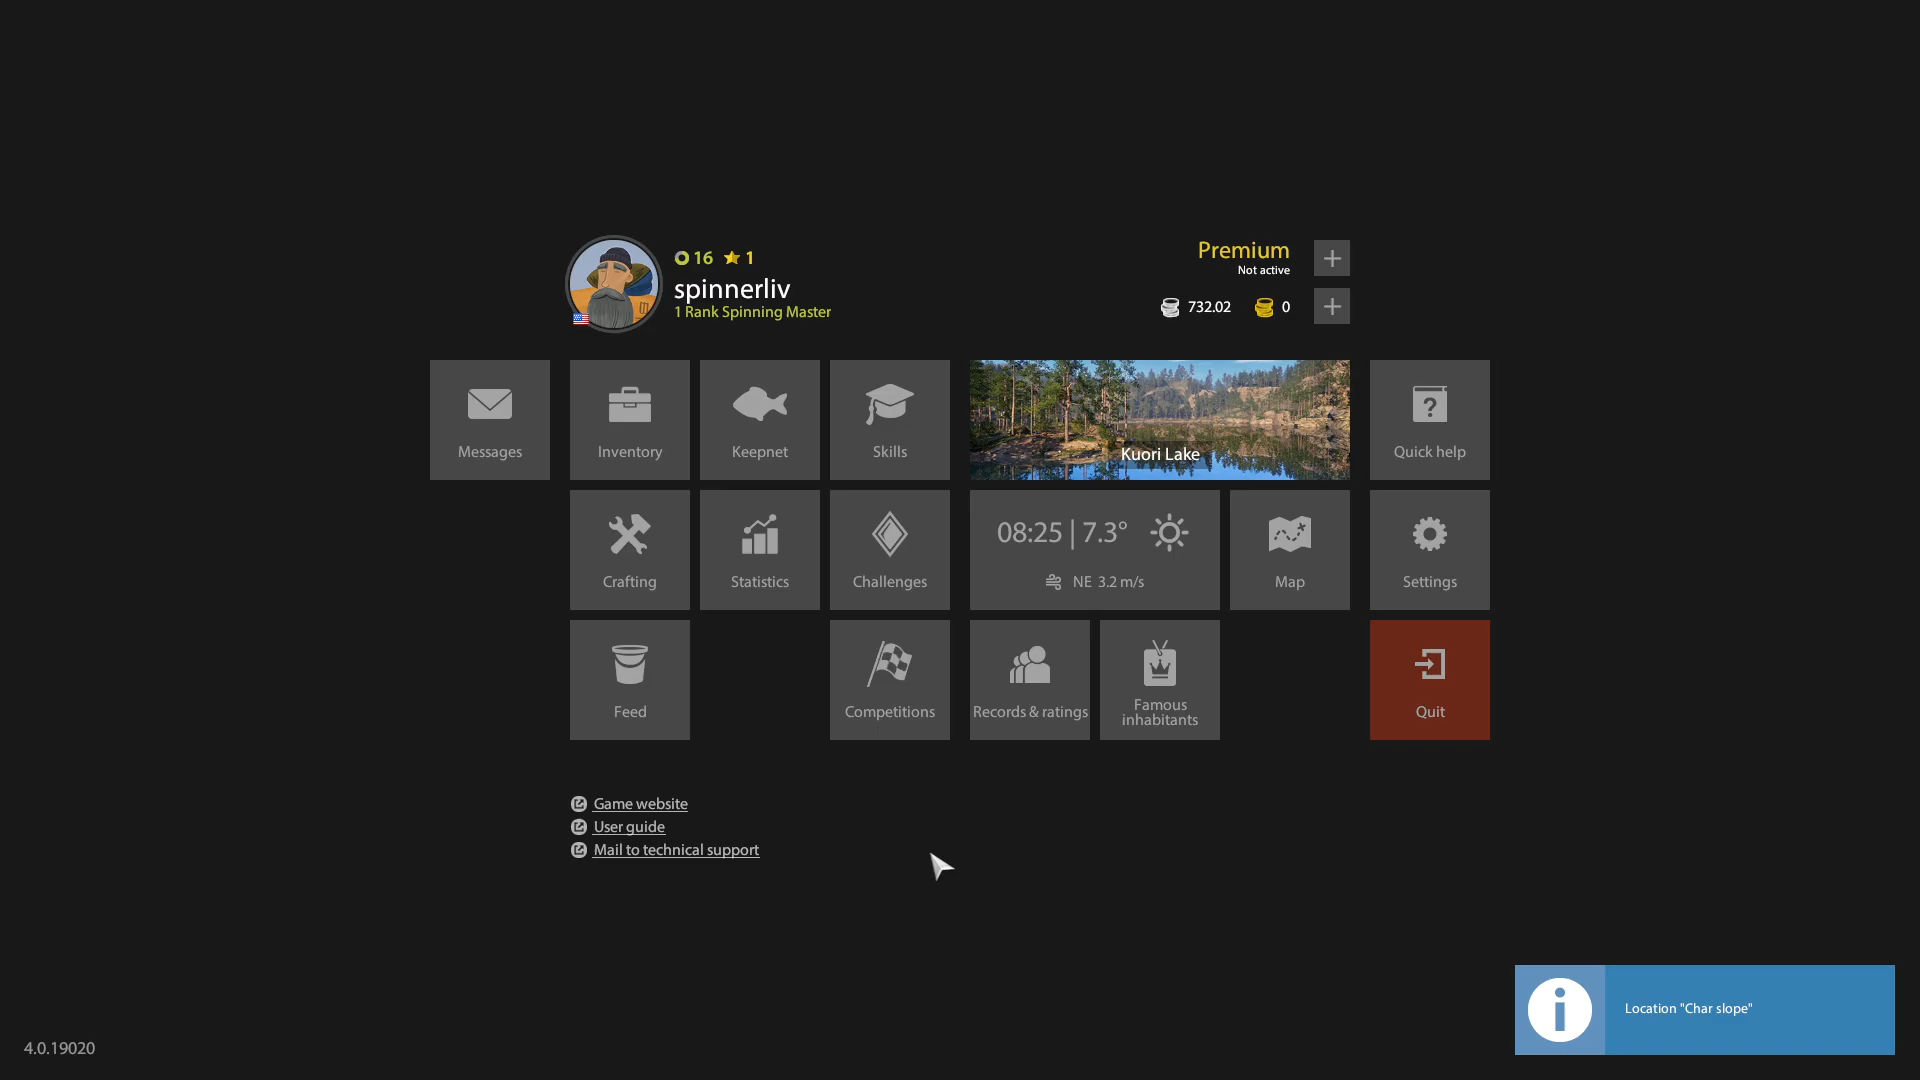 16 1
spinnerliv
1 Rank Spinning Master
Premium
Not active
732.02 0
Messages
Inventory
Keepnet
Skills
Kuori Lake
Quick help
Crafting
Statistics
Challenges
08:25 | 7.3°
NE 3.2 m/s
Map
Settings
Feed
Competitions
Records & ratings
Famous
inhabitants
Quit
Game website
User guide
Mail to technical support
Location "Char slope"
4.0.19020